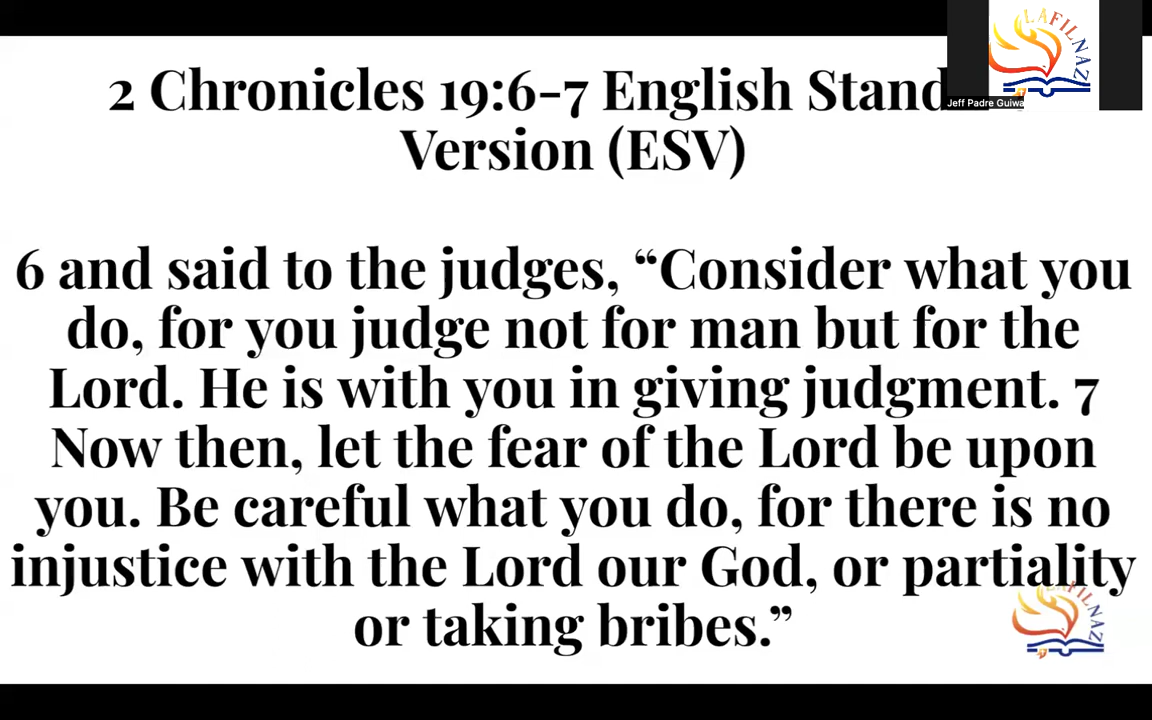 2 Chronicles 19:6-7 English Stand
Version (ESV)
6 and said to the judges, “Consider what you
do, for you judge not for man but for the
Lord. He is with you in giving judgment. 7
Now then, let the fear of the Lord be upon
you. Be careful what you do, for there is no
injustice with the Lord our God, or partiality
or taking bribes.”
LAFILNAZ
Jeff Padre Guiwa
LAFILNAZ